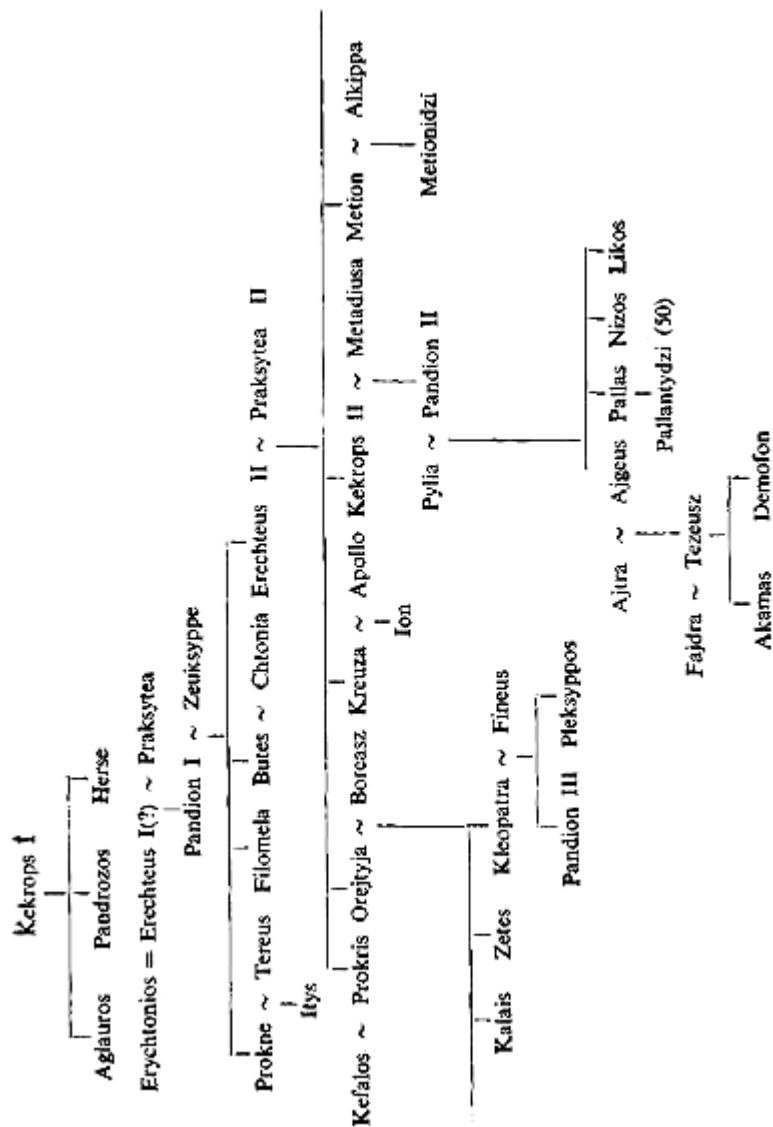 Kekrops I
Aglauros Pandrozos Herse
Erychtonios = Erechteus I(?) ~ Praksytea
Pandion I ~ Zeuksyppe
Prokne ~ Tereus Filomela Butes ~ Chtonia Erechteus II ~ Praksytea II
Itys
Kefalos ~ Prokris Orejtyja ~ Boreasz Kreuza ~ Apollo Kekrops II ~ Metadiusa Metion ~ Alkippa
Ion
Pylia ~ Pandion II
Metionidzi
Kalais Zetes Kleopatra ~ Fineus
Pandion III Pleksyppos
Ajtra ~ Ajgeus Pallas Nizos Likos
Pallantydzi (50)
Fajdra ~ Tezeusz
Akamas Demofon